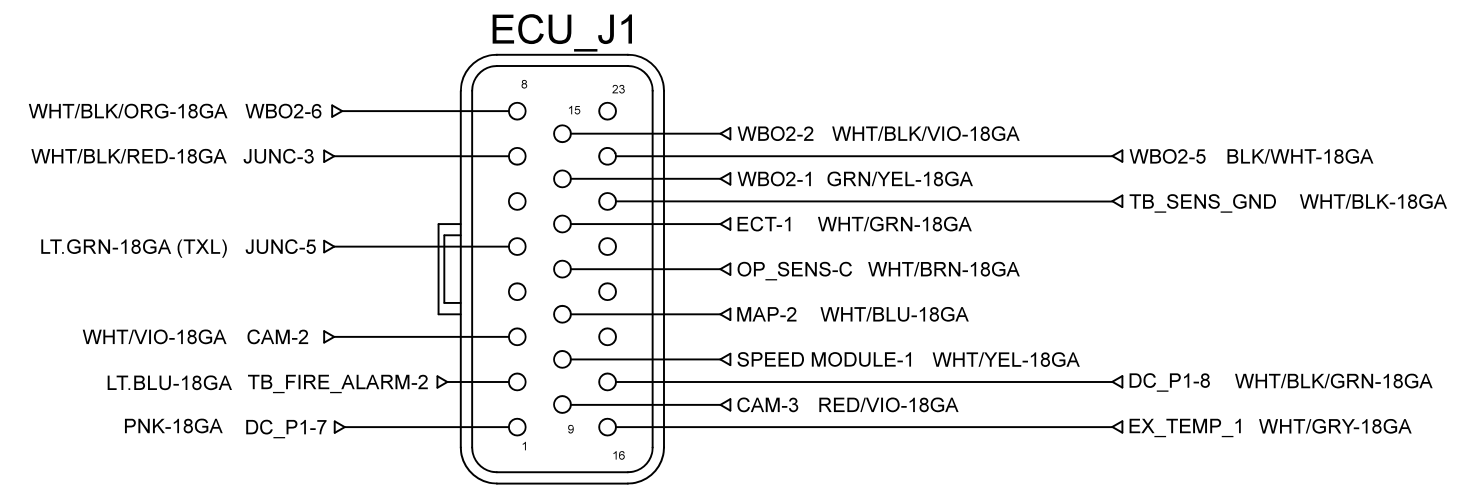 ECU_J1
8
23
WHT/BLK/ORG-18GA WBO2-6
15
WBO2-2 WHT/BLK/VIO-18GA
WHT/BLK/RED-18GA JUNC-3
WBO2-5 BLK/WHT-18GA
WBO2-1 GRN/YEL-18GA
TB_SENS_GND WHT/BLK-18GA
ECT-1 WHT/GRN-18GA
LT.GRN-18GA (TXL) JUNC-5
OP_SENS-C WHT/BRN-18GA
MAP-2 WHT/BLU-18GA
WHT/VIO-18GA CAM-2
SPEED MODULE-1 WHT/YEL-18GA
LT.BLU-18GA TB_FIRE_ALARM-2
DC_P1-8 WHT/BLK/GRN-18GA
CAM-3 RED/VIO-18GA
PNK-18GA DC_P1-7
9
EX_TEMP_1 WHT/GRY-18GA
1
16